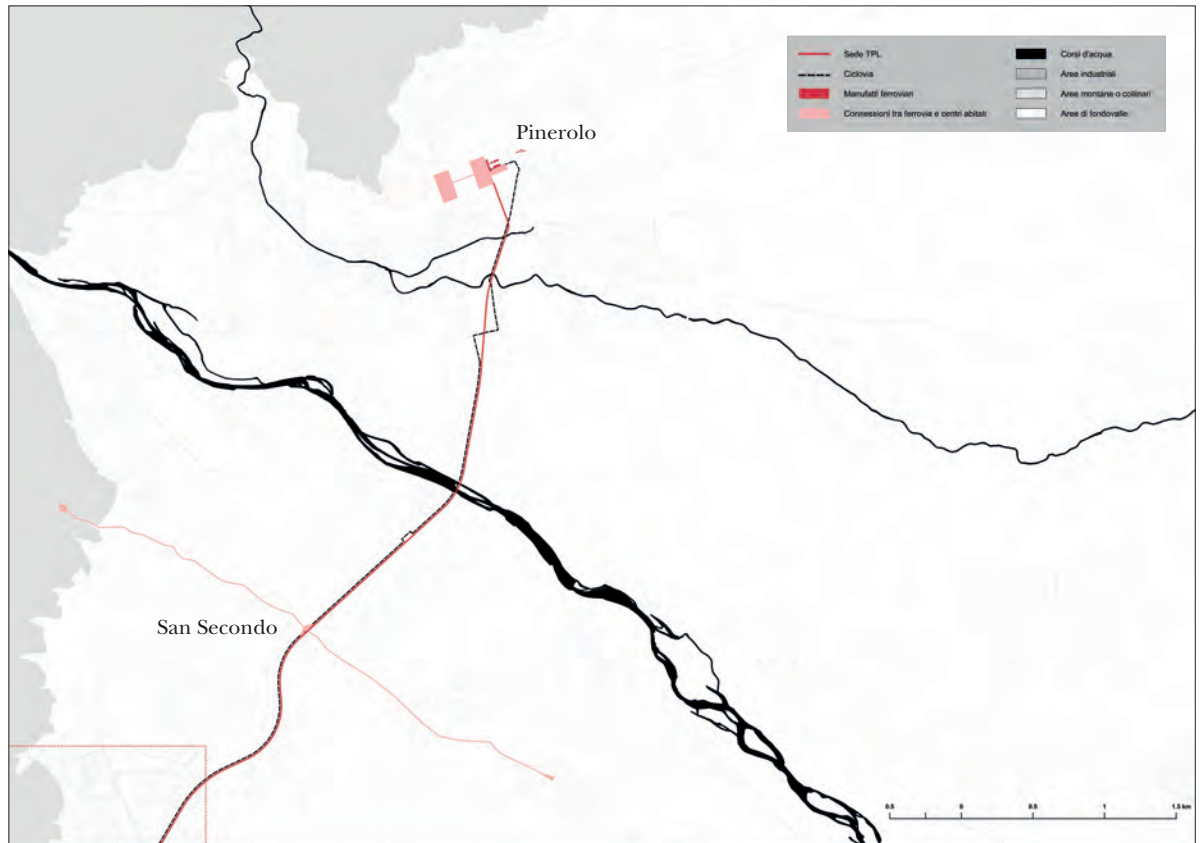 Sede TPL
Ciclovia
Manufatti ferroviari
Connessioni tra ferrovia e centri abitati
Corsi d'acqua
Aree industriali
Aree montane o collinari
Aree di fondovalle
Pinerolo
San Secondo
0.5 0 0.5 1 1.5 km